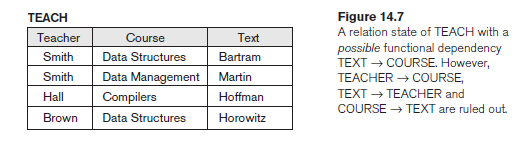 TEACH
Teacher Course Text
Smith Data Structures Bartram
Smith Data Management Martin
Hall Compilers Hoffman
Brown Data Structures Horowitz
Figure 14.7
A relation state of TEACH with a
possible functional dependency
TEXT → COURSE. However,
TEACHER → COURSE,
TEXT → TEACHER and
COURSE → TEXT are ruled out.